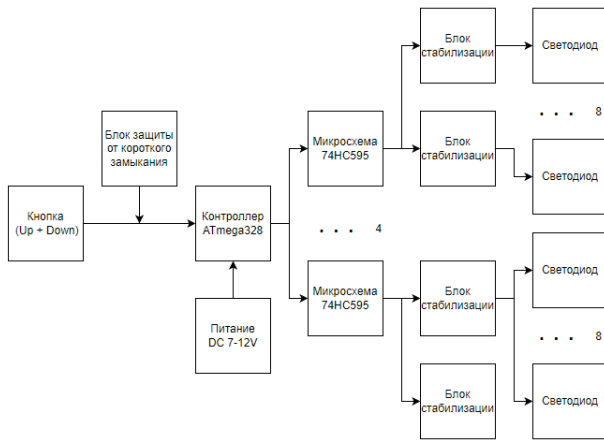 Блок
стабилизации
Светодиод
. . . 8
Блок защиты
от короткого
замыкания
Микросхема
74HC595
Блок
стабилизации
Светодиод
Кнопка
(Up + Down)
Контроллер
ATmega328
. . . 4
Микросхема
74HC595
Блок
стабилизации
Светодиод
Питание
DC 7-12V
. . . 8
Блок
стабилизации
Светодиод